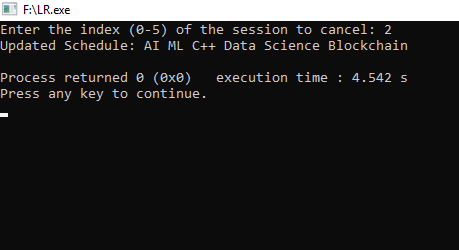 F:\LR.exe
Enter the index (0-5) of the session to cancel: 2
Updated Schedule: AI ML C++ Data Science Blockchain
Process returned 0 (0x0)   execution time : 4.542 s
Press any key to continue.